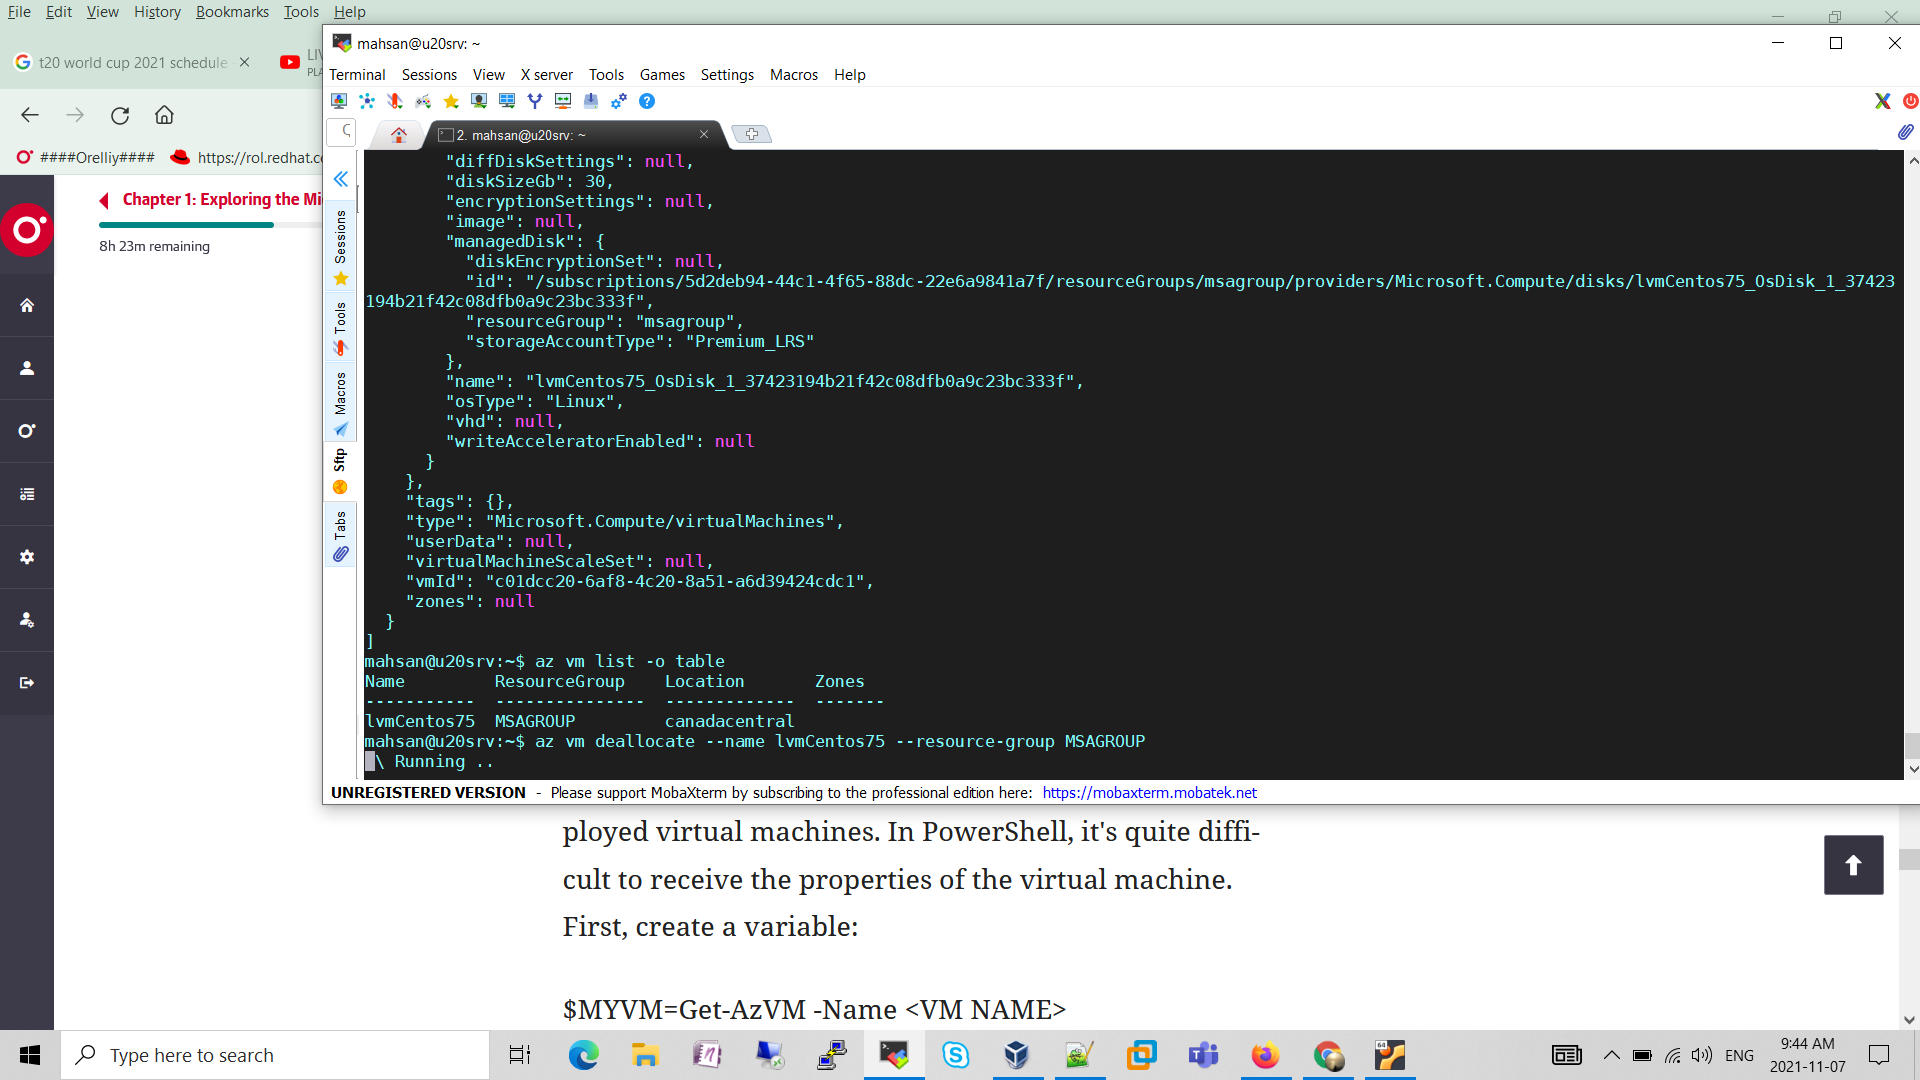 File Edit View History Bookmarks Tools Help
mahsan@u20srv: ~
t20 world cup 2021 schedule
Terminal Sessions View X server Tools Games Settings Macros Help
2. mahsan@u20srv: ~
####Orelliy#### https://rol.redhat.c
Chapter 1: Exploring the Mi
8h 23m remaining
Sessions
Tools
Macros
Sftp
Tabs
"diffDiskSettings": null,
"diskSizeGb": 30,
"encryptionSettings": null,
"image": null,
"managedDisk": {
"diskEncryptionSet": null,
"id": "/subscriptions/5d2deb94-44c1-4f65-88dc-22e6a9841a7f/resourceGroups/msagroup/providers/Microsoft.Compute/disks/lvmCentos75_OsDisk_1_37423
194b21f42c08dfb0a9c23bc333f",
"resourceGroup": "msagroup",
"storageAccountType": "Premium_LRS"
},
"name": "lvmCentos75_OsDisk_1_37423194b21f42c08dfb0a9c23bc333f",
"osType": "Linux",
"vhd": null,
"writeAcceleratorEnabled": null
}
},
"tags": {},
"type": "Microsoft.Compute/virtualMachines",
"userData": null,
"virtualMachineScaleSet": null,
"vmId": "c01dcc20-6af8-4c20-8a51-a6d39424cdc1",
"zones": null
}
]
mahsan@u20srv:~$ az vm list -o table
Name ResourceGroup Location Zones
----------- --------------- ------------- -------
lvmCentos75 MSAGROUP canadacentral
mahsan@u20srv:~$ az vm deallocate --name lvmCentos75 --resource-group MSAGROUP
\ Running ..
UNREGISTERED VERSION - Please support MobaXterm by subscribing to the professional edition here: https://mobaxterm.mobatek.net
ployed virtual machines. In PowerShell, it's quite diffi-
cult to receive the properties of the virtual machine.
First, create a variable:
$MYVM=Get-AzVM -Name <VM NAME>
Type here to search
ENG
9:44 AM
2021-11-07